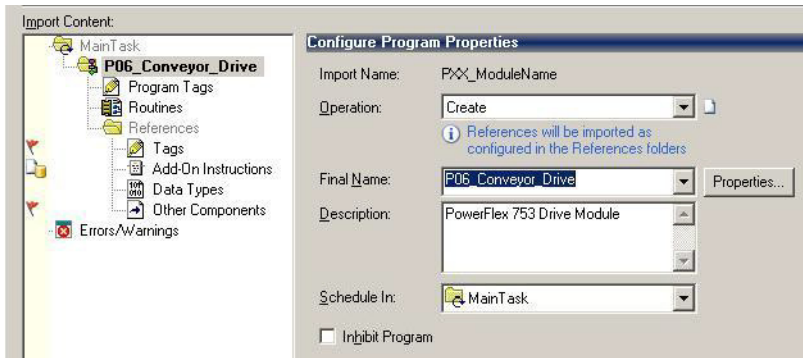 Import Content:
MainTask
P06_Conveyor_Drive
Program Tags
Routines
References
Tags
Add-On Instructions
Data Types
Other Components
Errors/Warnings
Configure Program Properties
Import Name: PXX_ModuleName
Operation: Create
References will be imported as
configured in the References folders
Final Name: P06_Conveyor_Drive Properties...
Description: PowerFlex 753 Drive Module
Schedule In: MainTask
Inhibit Program